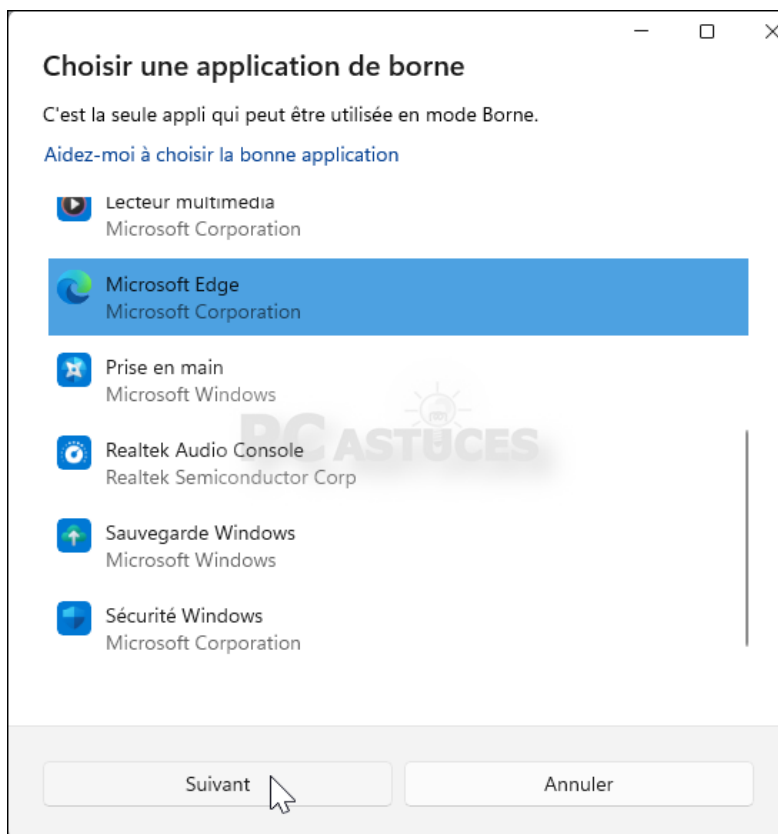 Choisir une application de borne
C'est la seule appli qui peut être utilisée en mode Borne.
Aidez-moi à choisir la bonne application
Lecteur multimédia
Microsoft Corporation
Microsoft Edge
Microsoft Corporation
Prise en main
Microsoft Windows
PC ASTUCES
Realtek Audio Console
Realtek Semiconductor Corp
Sauvegarde Windows
Microsoft Windows
Sécurité Windows
Microsoft Corporation
Suivant
Annuler